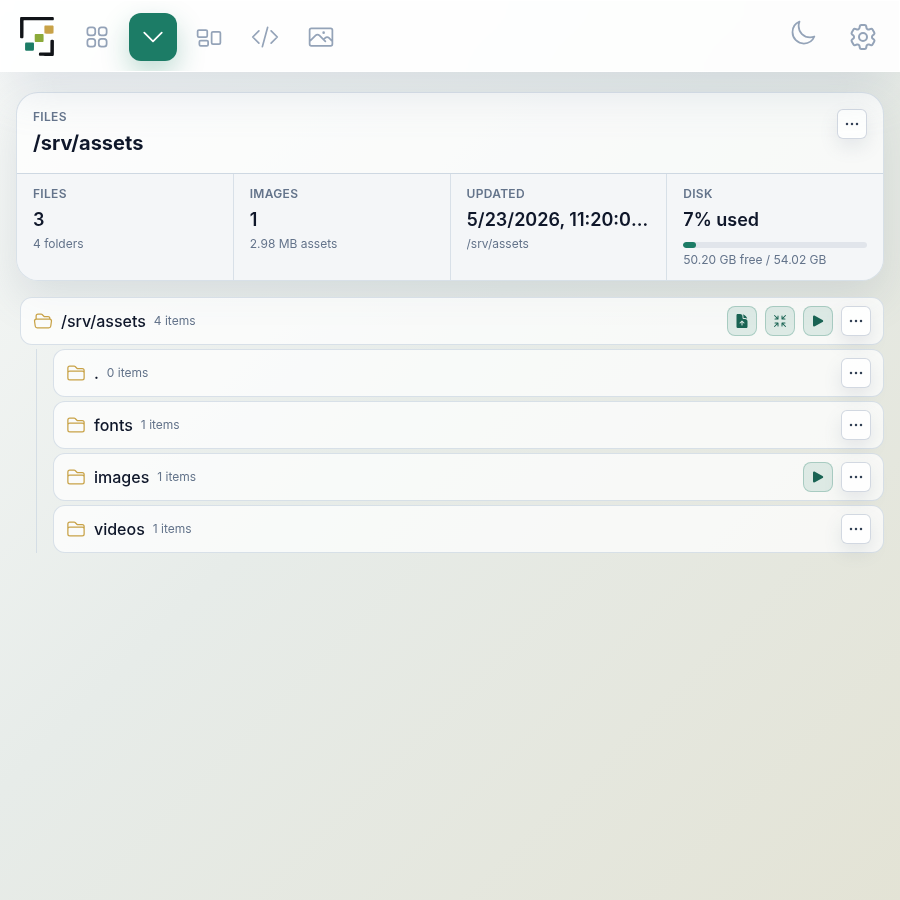 FILES
/srv/assets
FILES
3
4 folders
IMAGES
1
2.98 MB assets
UPDATED
5/23/2026, 11:20:0...
/srv/assets
DISK
7% used
50.20 GB free / 54.02 GB
/srv/assets 4 items
. 0 items
fonts 1 items
images 1 items
videos 1 items